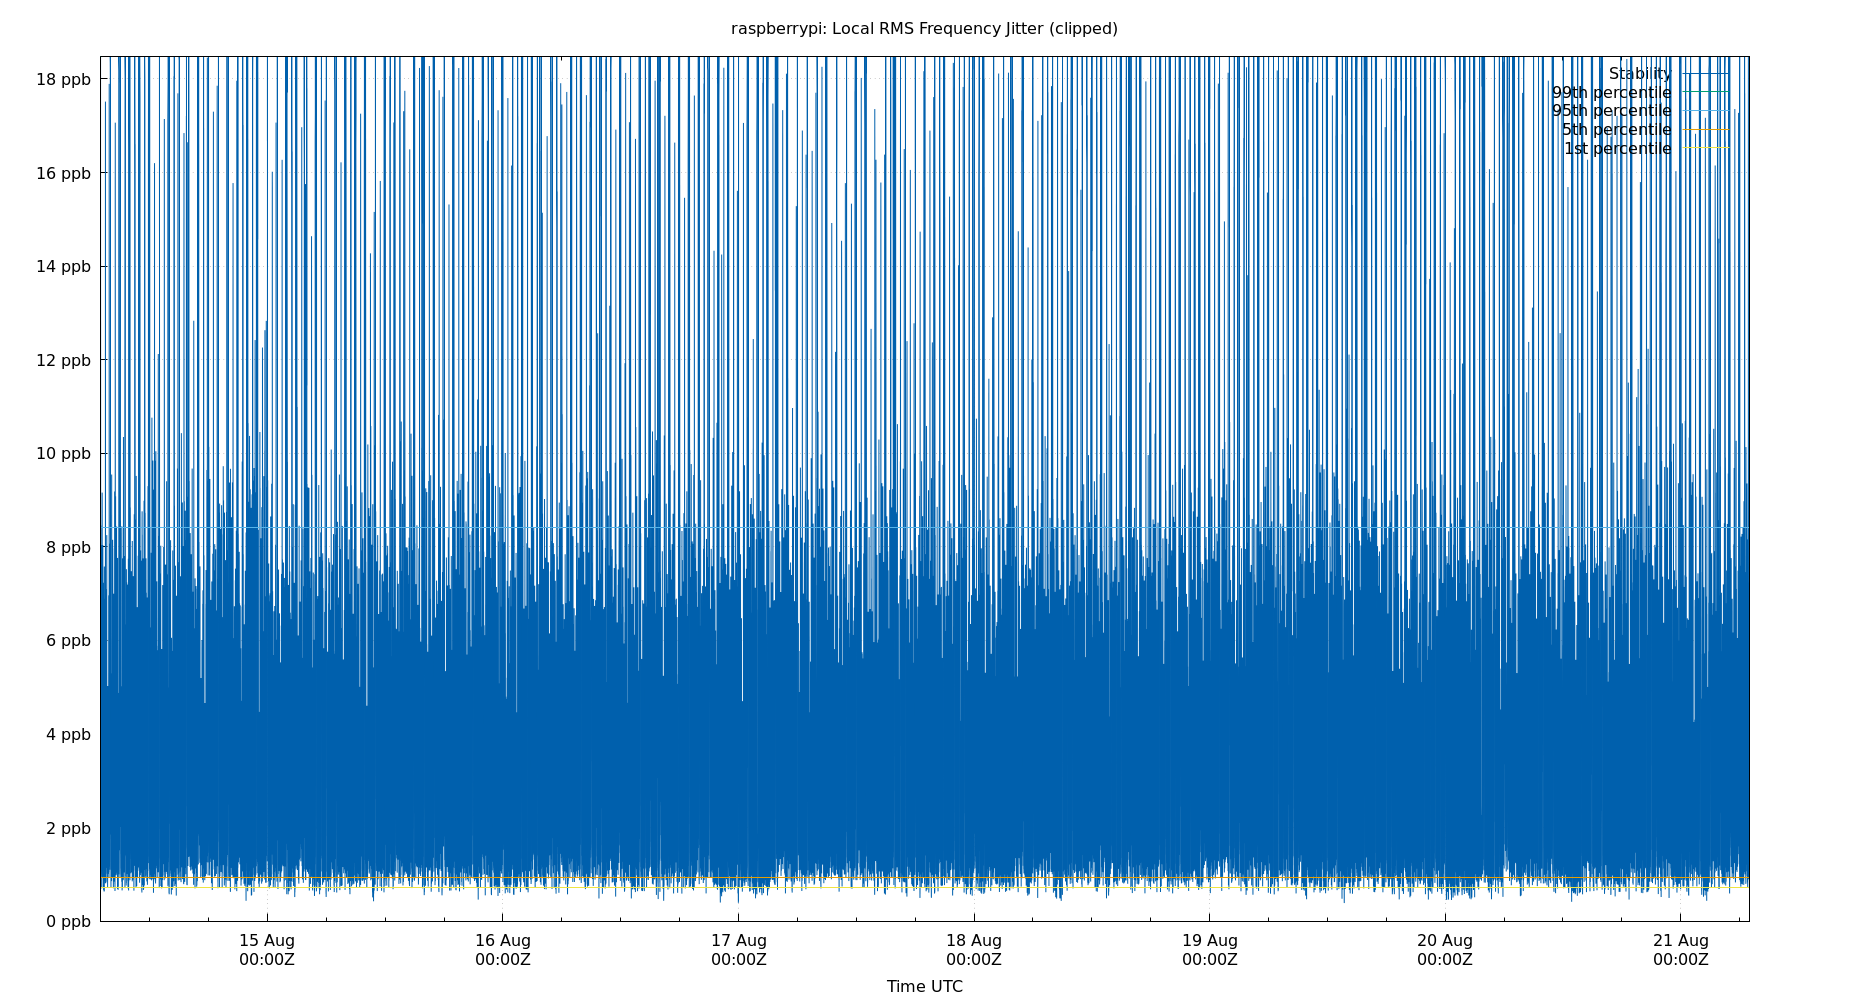 raspberrypi: Local RMS Frequency Jitter (clipped)
18 ppb
16 ppb
14 ppb
12 ppb
10 ppb
8 ppb
6 ppb
4 ppb
2 ppb
0 ppb
Stability
99th percentile
95th percentile
5th percentile
1st percentile
15 Aug
00:00Z
16 Aug
00:00Z
17 Aug
00:00Z
18 Aug
00:00Z
19 Aug
00:00Z
20 Aug
00:00Z
21 Aug
00:00Z
Time UTC